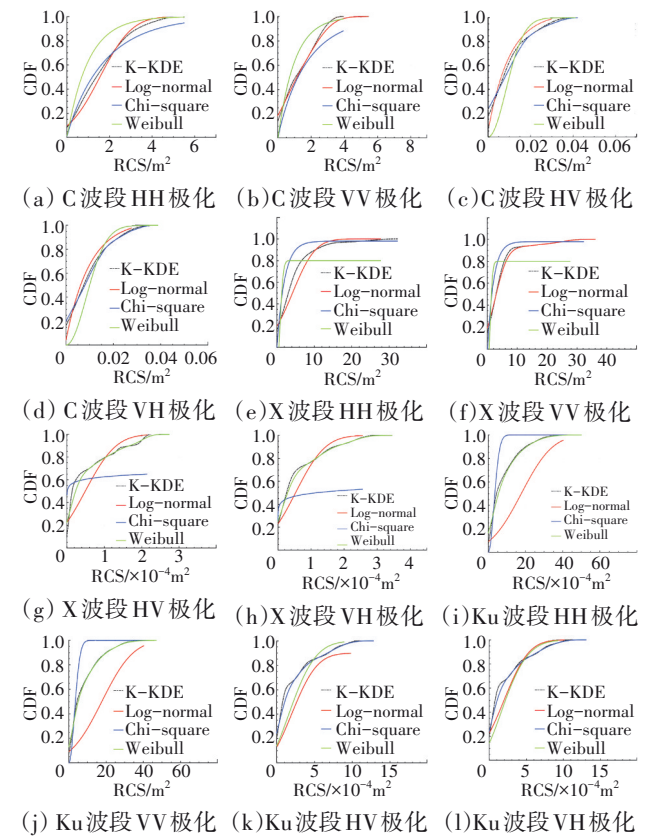 1.0
0.8
0.6
0.4
0.2
0
CDF
K-KDE
Log-normal
Chi-square
Weibull
2 4 6
RCS/m²
(a) C波段HH极化
1.0
0.8
0.6
0.4
0.2
0
CDF
K-KDE
Log-normal
Chi-square
Weibull
2 4 6 8
RCS/m²
(b)C波段VV极化
1.0
0.8
0.6
0.4
0.2
0
CDF
K-KDE
Log-normal
Chi-square
Weibull
0.02 0.04 0.06
RCS/m²
(c)C波段HV极化
1.0
0.8
0.6
0.4
0.2
0
CDF
K-KDE
Log-normal
Chi-square
Weibull
0.02 0.04 0.06
RCS/m²
(d) C波段VH极化
1.0
0.8
0.6
0.4
0.2
0
CDF
K-KDE
Log-normal
Chi-square
Weibull
10 20 30
RCS/m²
(e)X波段HH极化
1.0
0.8
0.6
0.4
0.2
0
CDF
K-KDE
Log-normal
Chi-square
Weibull
10 20 30 40
RCS/m²
(f)X波段VV极化
1.0
0.8
0.6
0.4
0.2
0
CDF
K-KDE
Log-normal
Chi-square
Weibull
1 2 3
RCS/×10⁻⁴m²
(g) X波段HV极化
1.0
0.8
0.6
0.4
0.2
0
CDF
K-KDE
Log-normal
Chi-square
Weibull
1 2 3 4
RCS/×10⁻⁴m²
(h)X波段VH极化
1.0
0.8
0.6
0.4
0.2
0
CDF
K-KDE
Log-normal
Chi-square
Weibull
20 40 60 80
RCS/×10⁻⁴m²
(i)Ku波段HH极化
1.0
0.8
0.6
0.4
0.2
0
CDF
K-KDE
Log-normal
Chi-square
Weibull
20 40 60
RCS/m²
(j) Ku波段VV极化
1.0
0.8
0.6
0.4
0.2
0
CDF
K-KDE
Log-normal
Chi-square
Weibull
5 10 15
RCS/×10⁻⁴m²
(k)Ku波段HV极化
1.0
0.8
0.6
0.4
0.2
0
CDF
K-KDE
Log-normal
Chi-square
Weibull
5 10 15
RCS/×10⁻⁴m²
(l)Ku波段VH极化